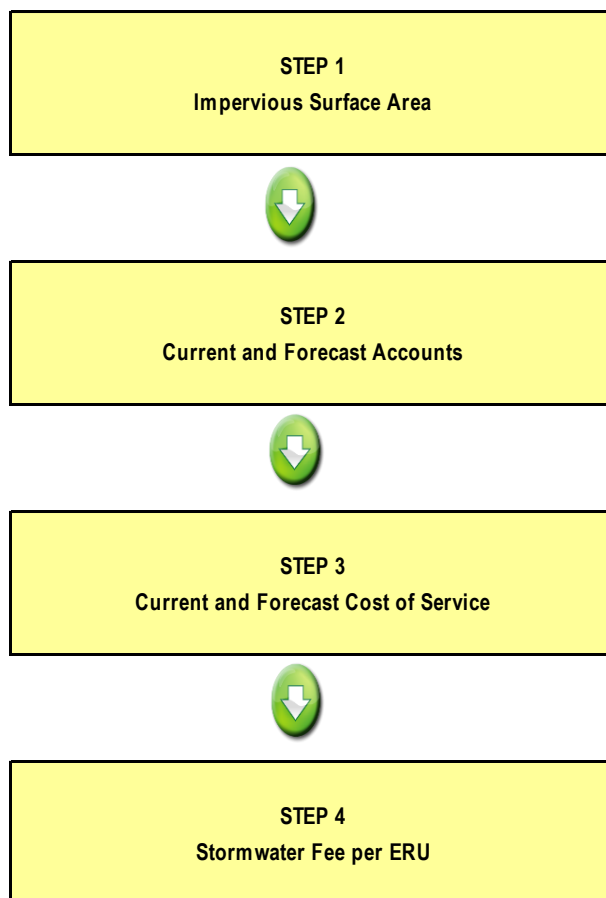 STEP 1
Impervious Surface Area
STEP 2
Current and Forecast Accounts
STEP 3
Current and Forecast Cost of Service
STEP 4
Stormwater Fee per ERU